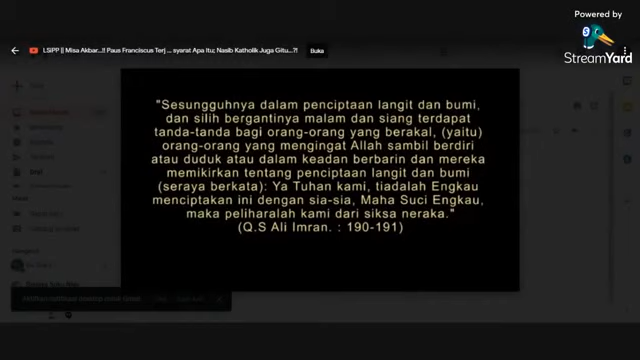 Powered by
StreamYard
LSiPP || Misa Akbar...!! Paus Franciscus Terj ... syarat Apa itu; Nasib Katholik Juga Gitu...?!
Buka
"Sesungguhnya dalam penciptaan langit dan bumi,
dan silih bergantinya malam dan siang terdapat
tanda-tanda bagi orang-orang yang berakal, (yaitu)
orang-orang yang mengingat Allah sambil berdiri
atau duduk atau dalam keadan berbarin dan mereka
memikirkan tentang penciptaan langit dan bumi
(seraya berkata): Ya Tuhan kami, tiadalah Engkau
menciptakan ini dengan sia-sia, Maha Suci Engkau,
maka peliharalah kami dari siksa neraka."
(Q.S Ali Imran. : 190-191)